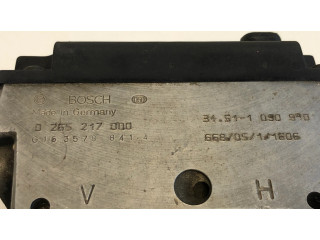 BOSCH
Made in Germany
0 265 217 000
34.51-1 090 910
668/05/1/1606
V H